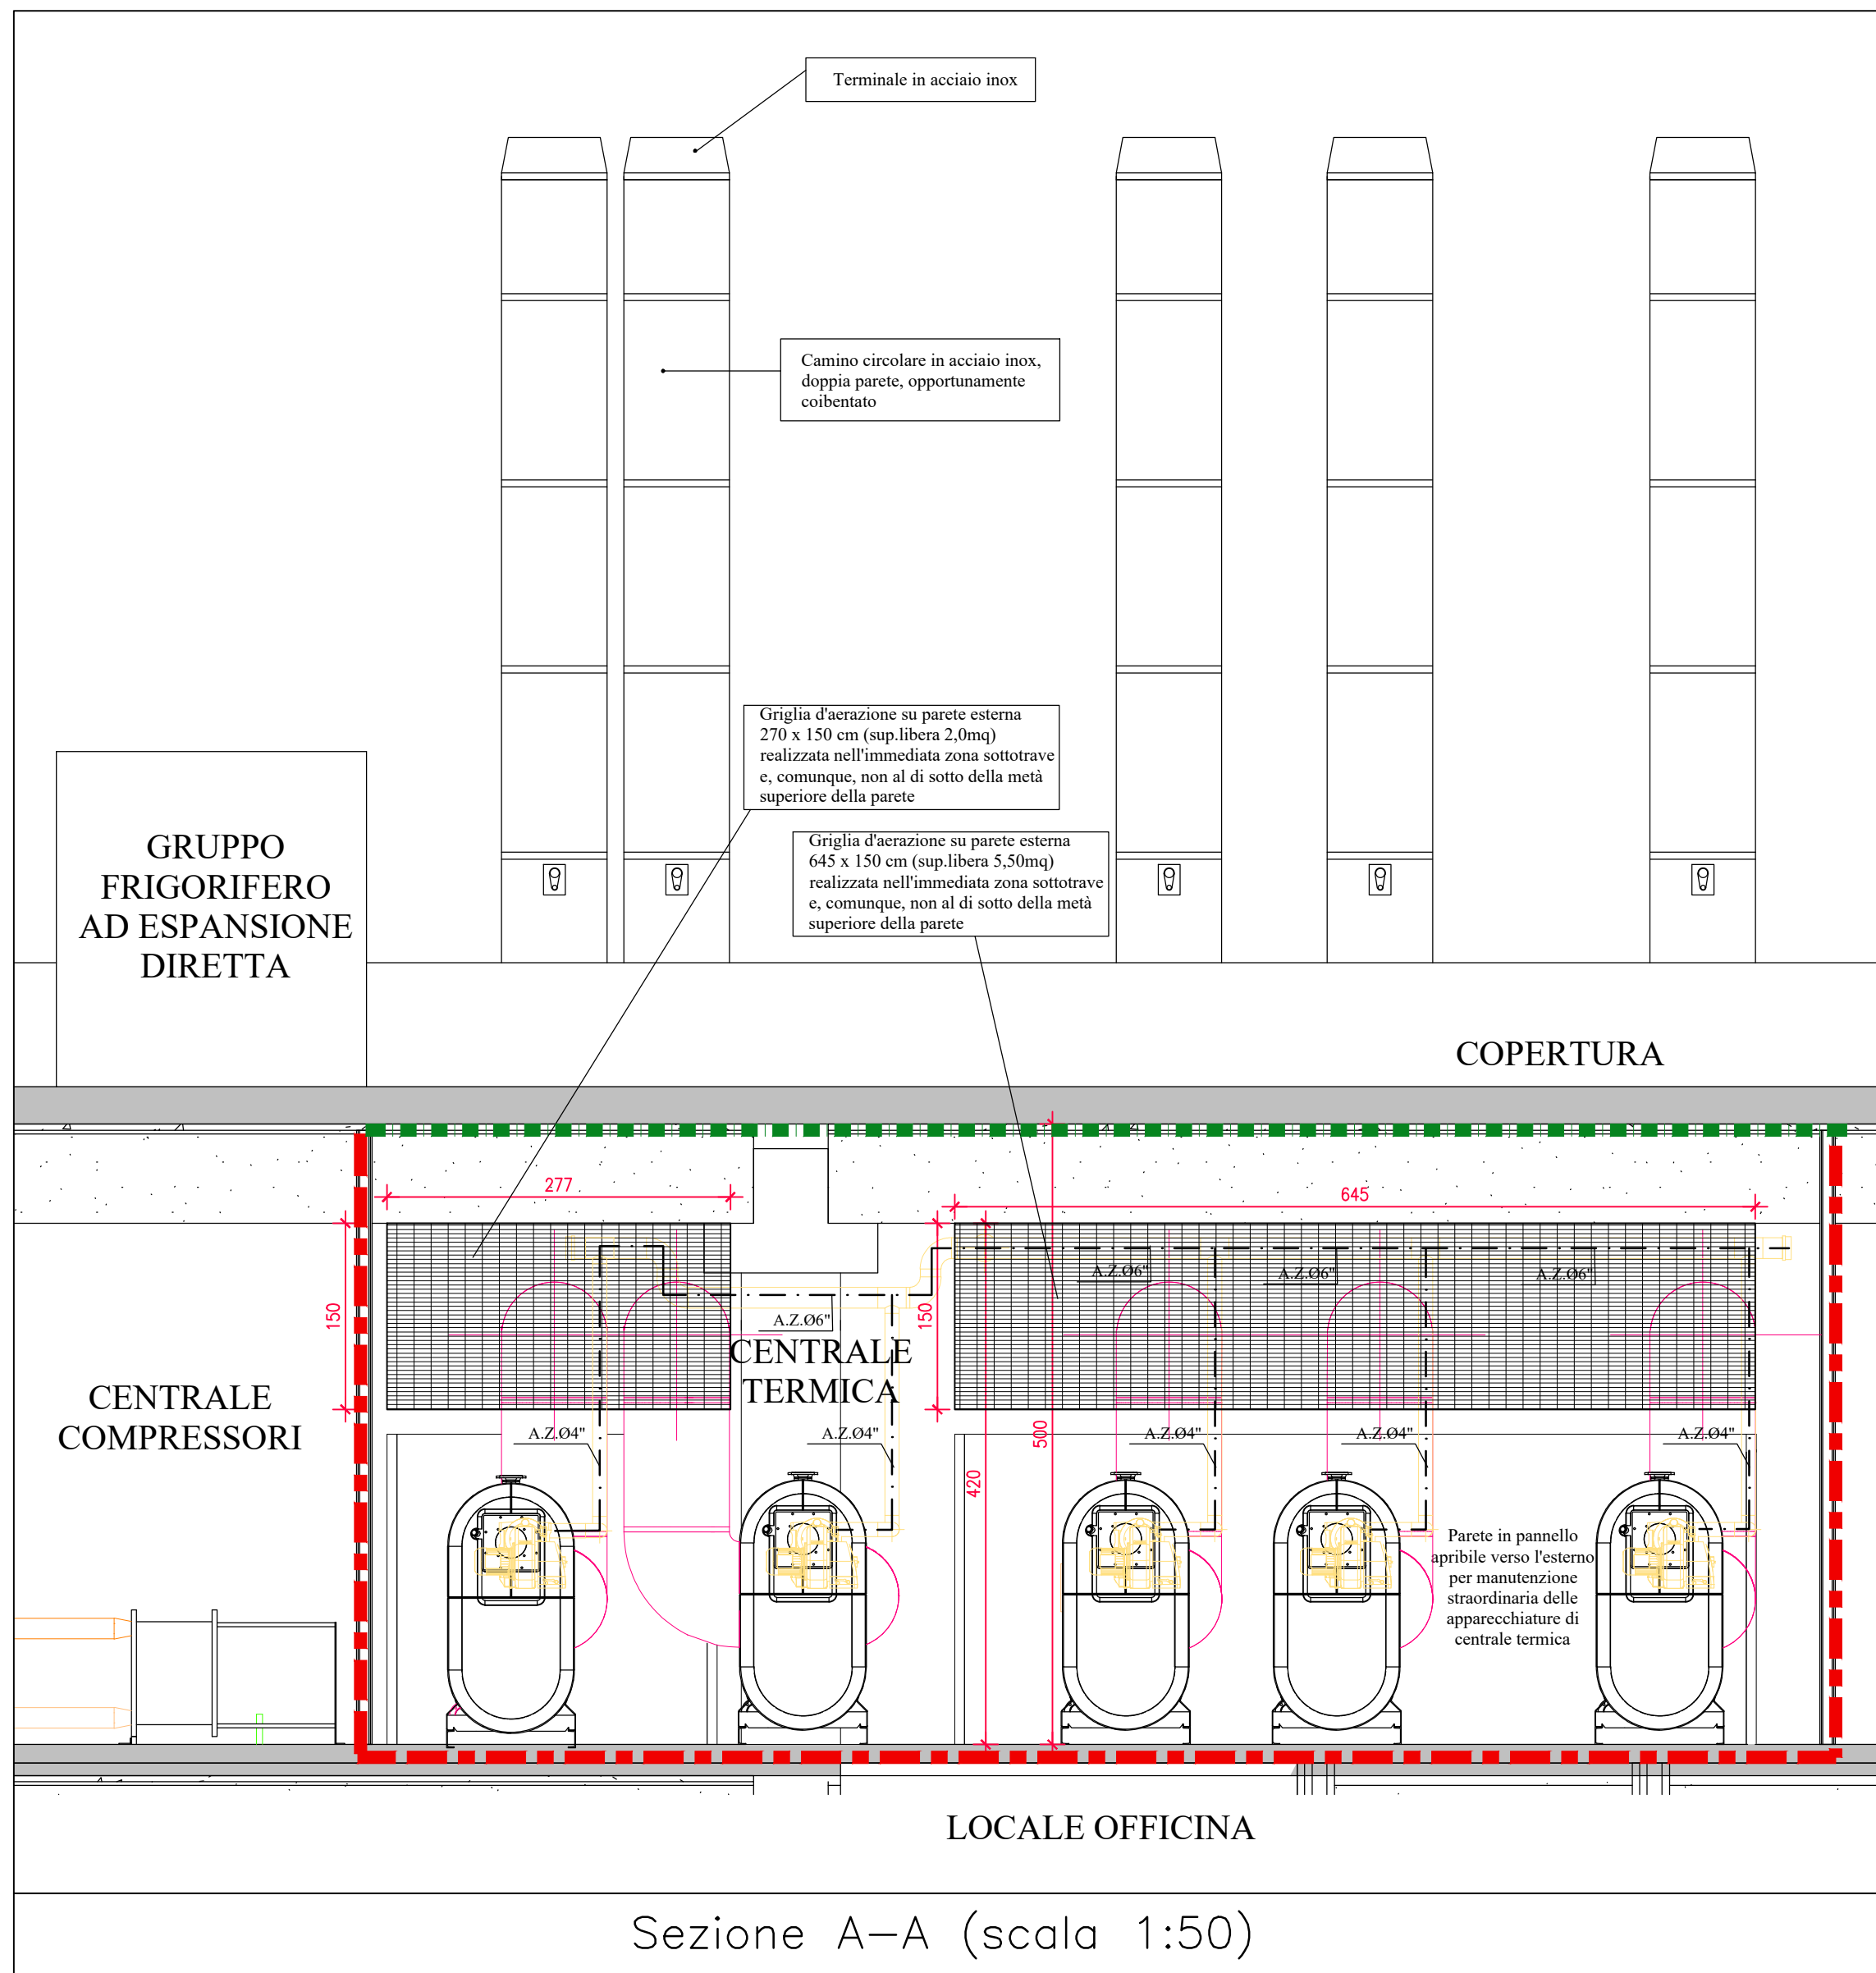 Terminale in acciaio inox
Camino circolare in acciaio inox,
doppia parete, opportunamente
coibentato
Griglia d'aerazione su parete esterna
270 x 150 cm (sup.libera 2,0mq)
realizzata nell'immediata zona sottotrave
e, comunque, non al di sotto della metà
superiore della parete
Griglia d'aerazione su parete esterna
645 x 150 cm (sup.libera 5,50mq)
realizzata nell'immediata zona sottotrave
e, comunque, non al di sotto della metà
superiore della parete
GRUPPO
FRIGORIFERO
AD ESPANSIONE
DIRETTA
COPERTURA
277
645
150
150
A.Z.Ø6"
A.Z.Ø6"
A.Z.Ø6"
A.Z.Ø6"
CENTRALE
TERMICA
CENTRALE
COMPRESSORI
A.Z.Ø4"
A.Z.Ø4"
A.Z.Ø4"
A.Z.Ø4"
A.Z.Ø4"
500
420
Parete in pannello
apribile verso l'esterno
per manutenzione
straordinaria delle
apparecchiature di
centrale termica
LOCALE OFFICINA
Sezione A-A (scala 1:50)